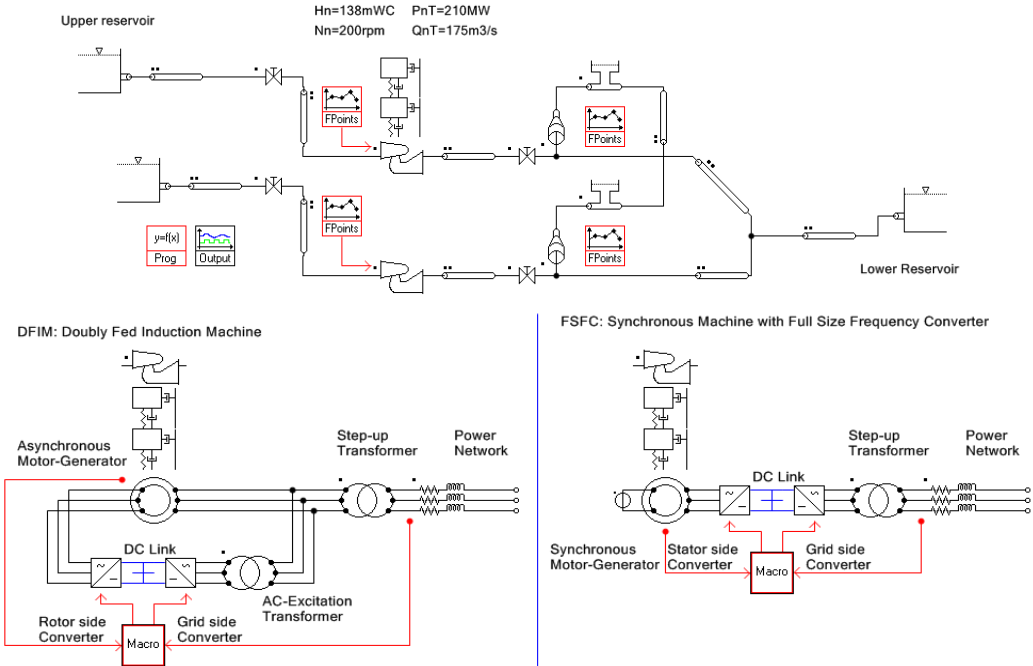 Hn=138mWC PnT=210MW
Upper reservoir
Nn=200rpm QnT=175m3/s
FPoints
FPoints
FPoints
FPoints
y=f(x)
Prog
Output
Lower Reservoir
DFIM: Doubly Fed Induction Machine
FSFC: Synchronous Machine with Full Size Frequency Converter
Asynchronous
Motor-Generator
Step-up
Transformer
Power
Network
DC Link
AC-Excitation
Transformer
Rotor side
Converter
Macro
Grid side
Converter
Step-up
Transformer
Power
Network
DC Link
Synchronous
Motor-Generator
Stator side
Converter
Macro
Grid side
Converter